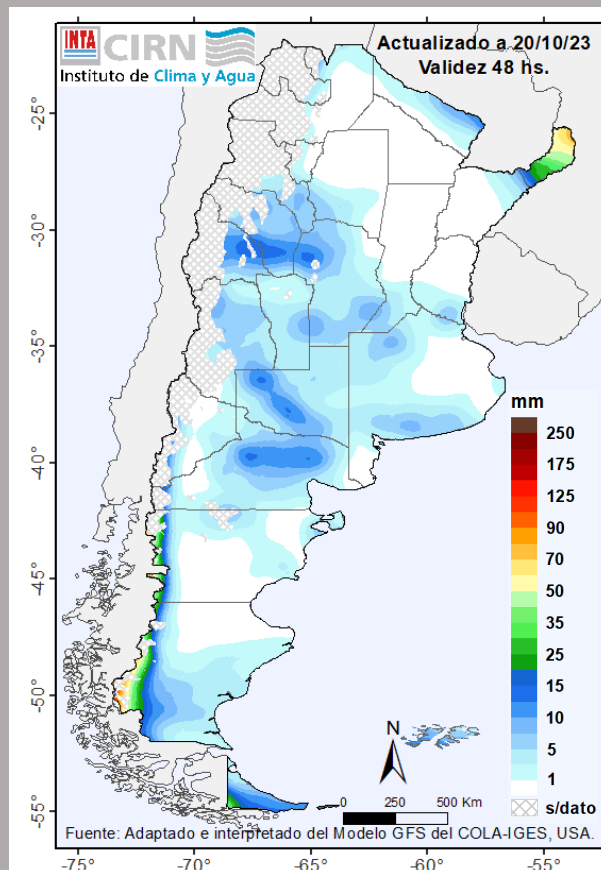 INTA CIRN
Instituto de Clima y Agua
Actualizado a 20/10/23
Validez 48 hs.
-25°
-30°
-35°
-40°
-45°
-50°
-55°
mm
250
175
125
90
70
50
35
25
15
10
5
1
s/dato
N
0 250 500 Km
Fuente: Adaptado e interpretado del Modelo GFS del COLA-IGES, USA.
-75° -70° -65° -60° -55°